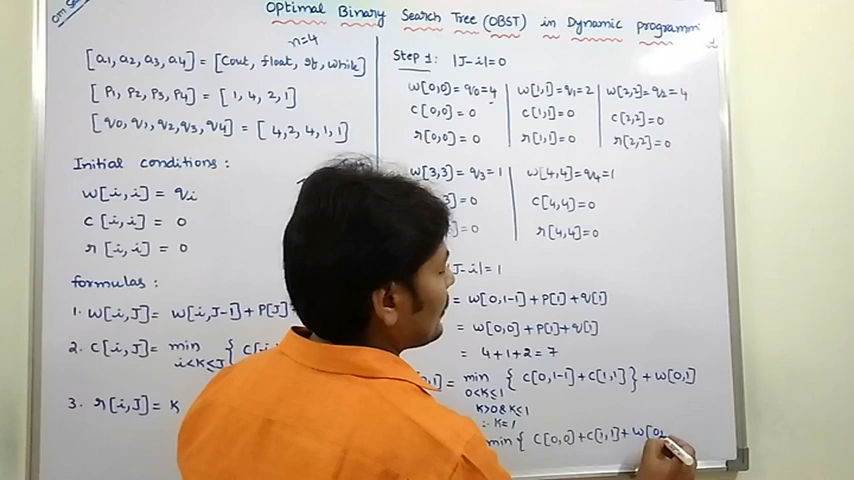 Optimal Binary Search Tree (OBST) in Dynamic programmi
n=4
[a1, a2, a3, a4] = [Cout, float, if, while]
[P1, P2, P3, P4] = [1, 4, 2, 1]
[q0, q1, q2, q3, q4] = [4, 2, 4, 1, 1]
Initial conditions :
w[i,i] = qi
c[i,i] = 0
r[i,i] = 0
formulas :
1. w[i,J] = w[i,J-1] + P[J]
2. C[i,J] = min { C[i
i<K≤J
3. r[i,J] = K
Step 1 : |J-i|=0
w[0,0] = q0 = 4
C[0,0] = 0
r[0,0] = 0
w[1,1] = q1 = 2
C[1,1] = 0
r[1,1] = 0
w[2,2] = q2 = 4
C[2,2] = 0
r[2,2] = 0
w[3,3] = q3 = 1
3] = 0
= 0
w[4,4] = q4 = 1
C[4,4] = 0
r[4,4] = 0
|J-i| = 1
= w[0,1-1] + P[1] + q[1]
= w[0,0] + P[1] + q[1]
= 4+1+2 = 7
0,1] = min { C[0,1-1] + C[1,1] } + w[0,1]
0<K≤1
K>0 & K≤1
∴ K=1
min { C[0,0] + C[1,1] + w[0,